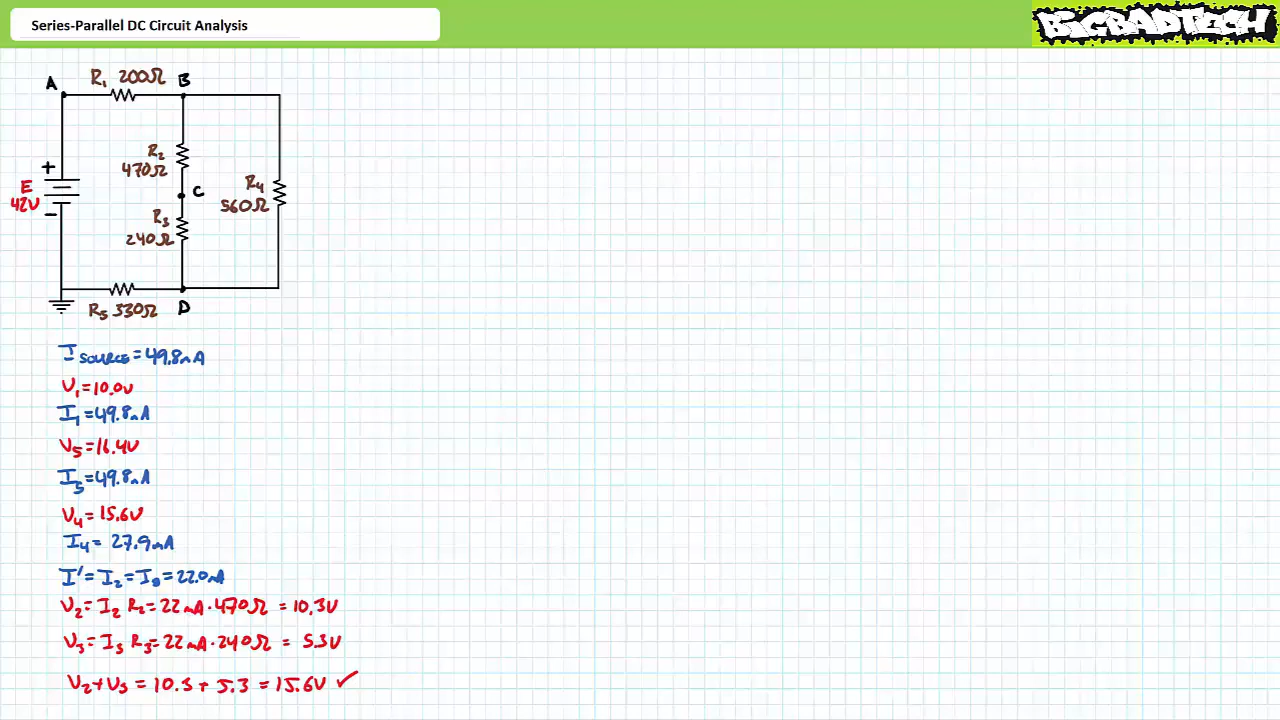 Series-Parallel DC Circuit Analysis
BIGBADTECH
A
R₁ 200Ω
B
R₂
470Ω
+
E
42V
-
C
R₄
560Ω
R₃
240Ω
R₅ 330Ω
D
I SOURCE = 49.8mA
V₁ = 10.0V
I₁ = 49.8mA
V₅ = 16.4V
I₅ = 49.8mA
V₄ = 15.6V
I₄ = 27.9mA
I' = I₂ = I₃ = 22.0mA
V₂ = I₂ R₂ = 22mA·470Ω = 10.3V
V₃ = I₃ R₃ = 22mA·240Ω = 5.3V
V₂ + V₃ = 10.3 + 5.3 = 15.6V ✓